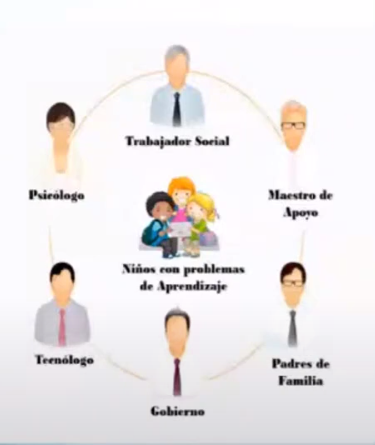 Trabajador Social
Psicólogo
Maestro de
Apoyo
Niños con problemas
de Aprendizaje
Tecnólogo
Padres de
Familia
Gobierno